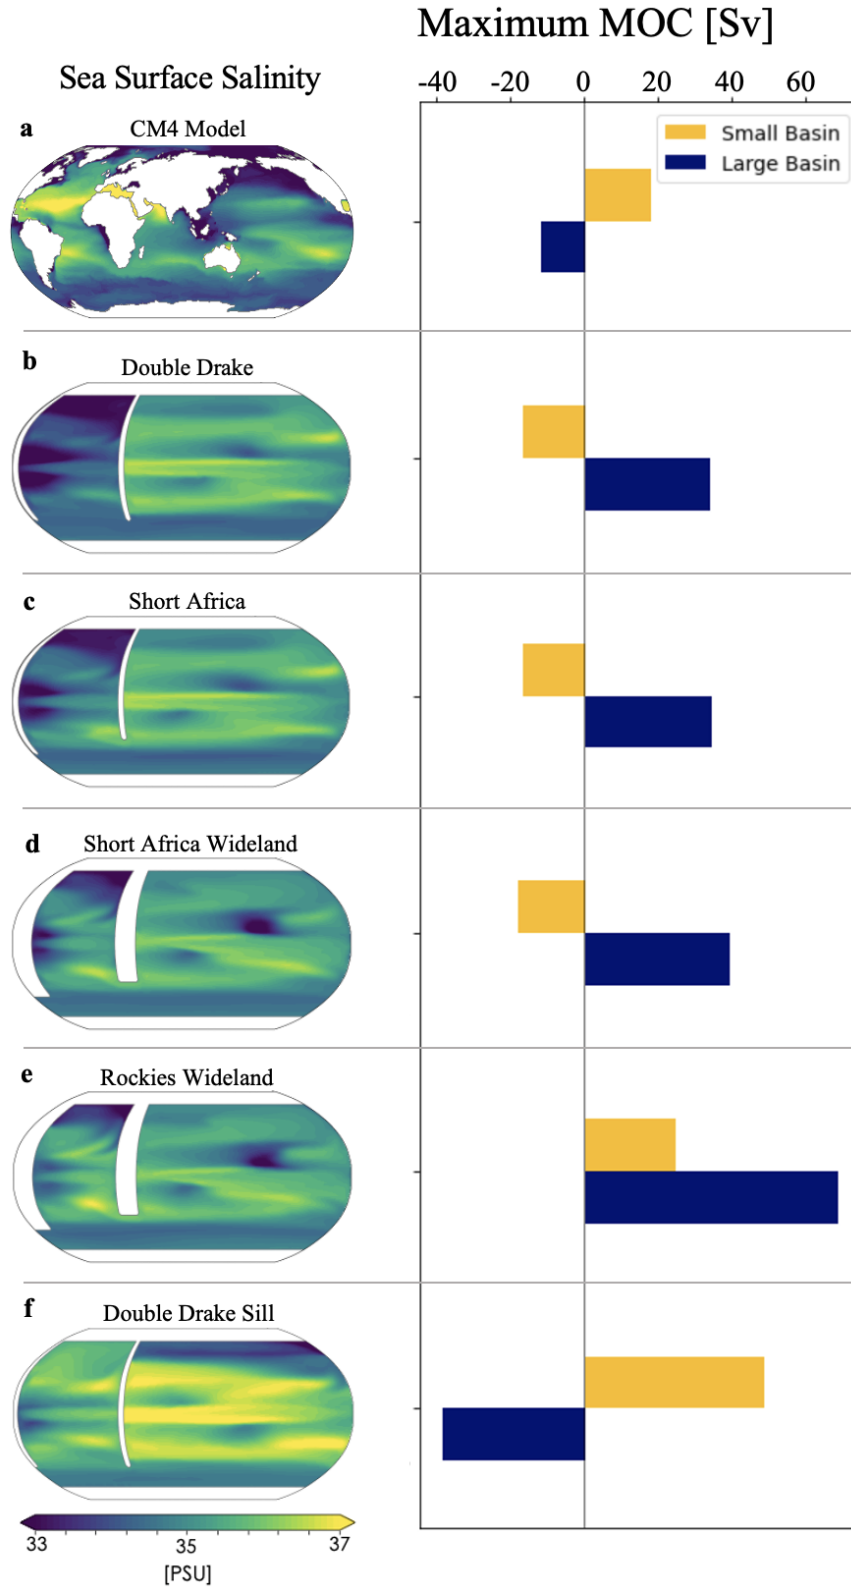 Maximum MOC [Sv]
Sea Surface Salinity
-40 -20 0 20 40 60
a
CM4 Model
Small Basin
Large Basin
b
Double Drake
c
Short Africa
d
Short Africa Wideland
e
Rockies Wideland
f
Double Drake Sill
33 35 37
[PSU]